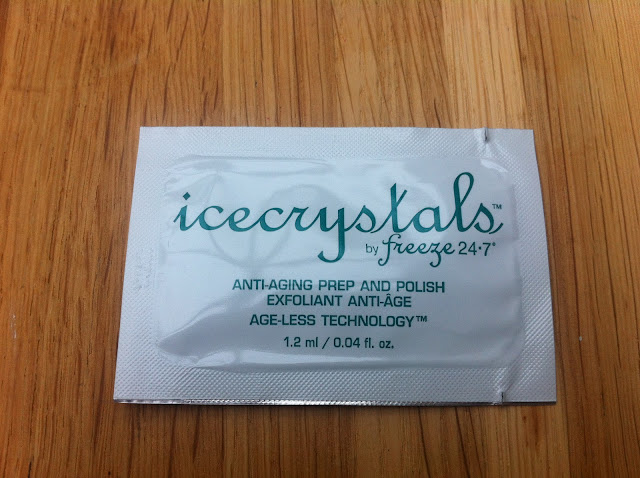 icecrystals™
by freeze 24·7®
ANTI-AGING PREP AND POLISH
EXFOLIANT ANTI-ÂGE
AGE-LESS TECHNOLOGY™
1.2 ml / 0.04 fl. oz.